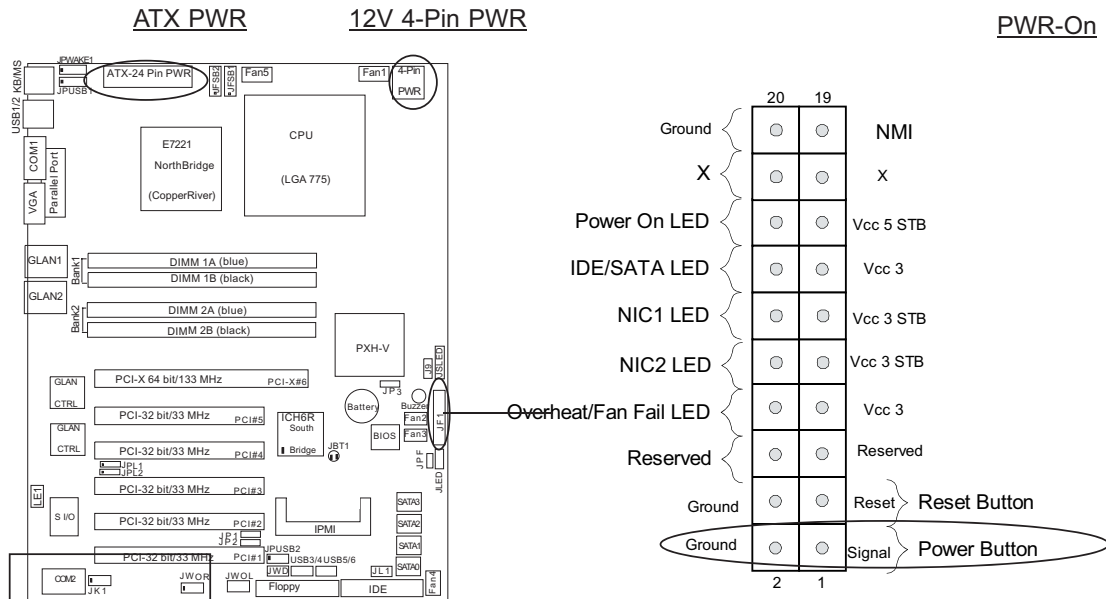 ATX PWR
12V 4-Pin PWR
PWR-On
KB/MS
JPWAKE1
JPUSB1
ATX-24 Pin PWR
JFSB2
JFSB1
Fan5
Fan1
4-Pin
PWR
USB1/2
COM1
Parallel Port
VGA
E7221
NorthBridge
(CopperRiver)
CPU
(LGA 775)
GLAN1
GLAN2
Bank1
DIMM 1A (blue)
DIMM 1B (black)
Bank2
DIMM 2A (blue)
DIMM 2B (black)
PXH-V
J9
JSLED
GLAN
CTRL
PCI-X 64 bit/133 MHz
PCI-X#6
JP3
Battery
Buzzer
Fan2
Fan3
JF1
GLAN
CTRL
PCI-32 bit/33 MHz
PCI#5
ICH6R
South
Bridge
BIOS
JBT1
JPF
JLED
PCI-32 bit/33 MHz
PCI#4
JPL1
JPL2
PCI-32 bit/33 MHz
PCI#3
LE1
S I/O
PCI-32 bit/33 MHz
PCI#2
IPMI
SATA3
SATA2
SATA1
SATA0
JP1
JP2
PCI-32 bit/33 MHz
PCI#1
JPUSB2
USB3/4
USB5/6
JWD
JL1
COM2
JK1
JWOR
JWOL
Floppy
IDE
Fan4
20
19
Ground
NMI
X
X
Power On LED
Vcc 5 STB
IDE/SATA LED
Vcc 3
NIC1 LED
Vcc 3 STB
NIC2 LED
Vcc 3 STB
Overheat/Fan Fail LED
Vcc 3
Reserved
Reserved
Ground
Reset
Reset Button
Ground
Signal
Power Button
2
1